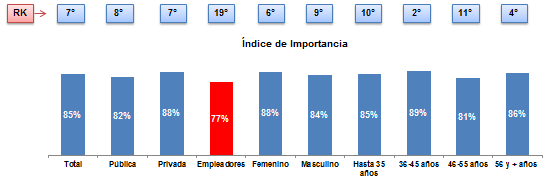 RK 7° 8° 7° 19° 6° 9° 10° 2° 11° 4°
Índice de Importancia
85% 82% 88% 77% 88% 84% 85% 89% 81% 86%
Total Pública Privada Empleadores Femenino Masculino Hasta 35 36-45 años 46-55 años 56 y + años
años